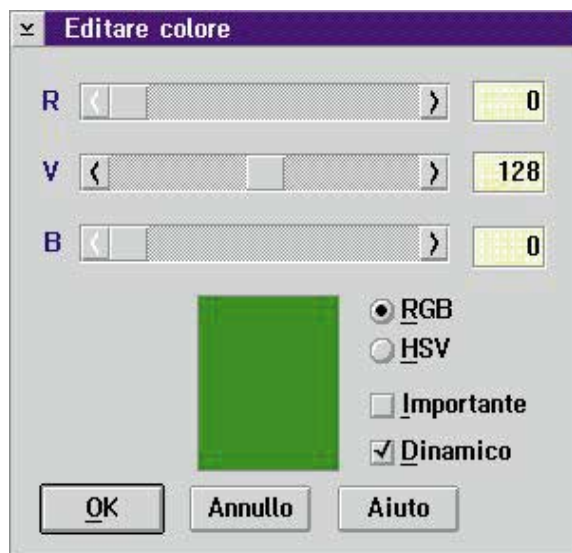 Editare colore
R 0
V 128
B 0
RGB
HSV
Importante
Dinamico
OK Annullo Aiuto